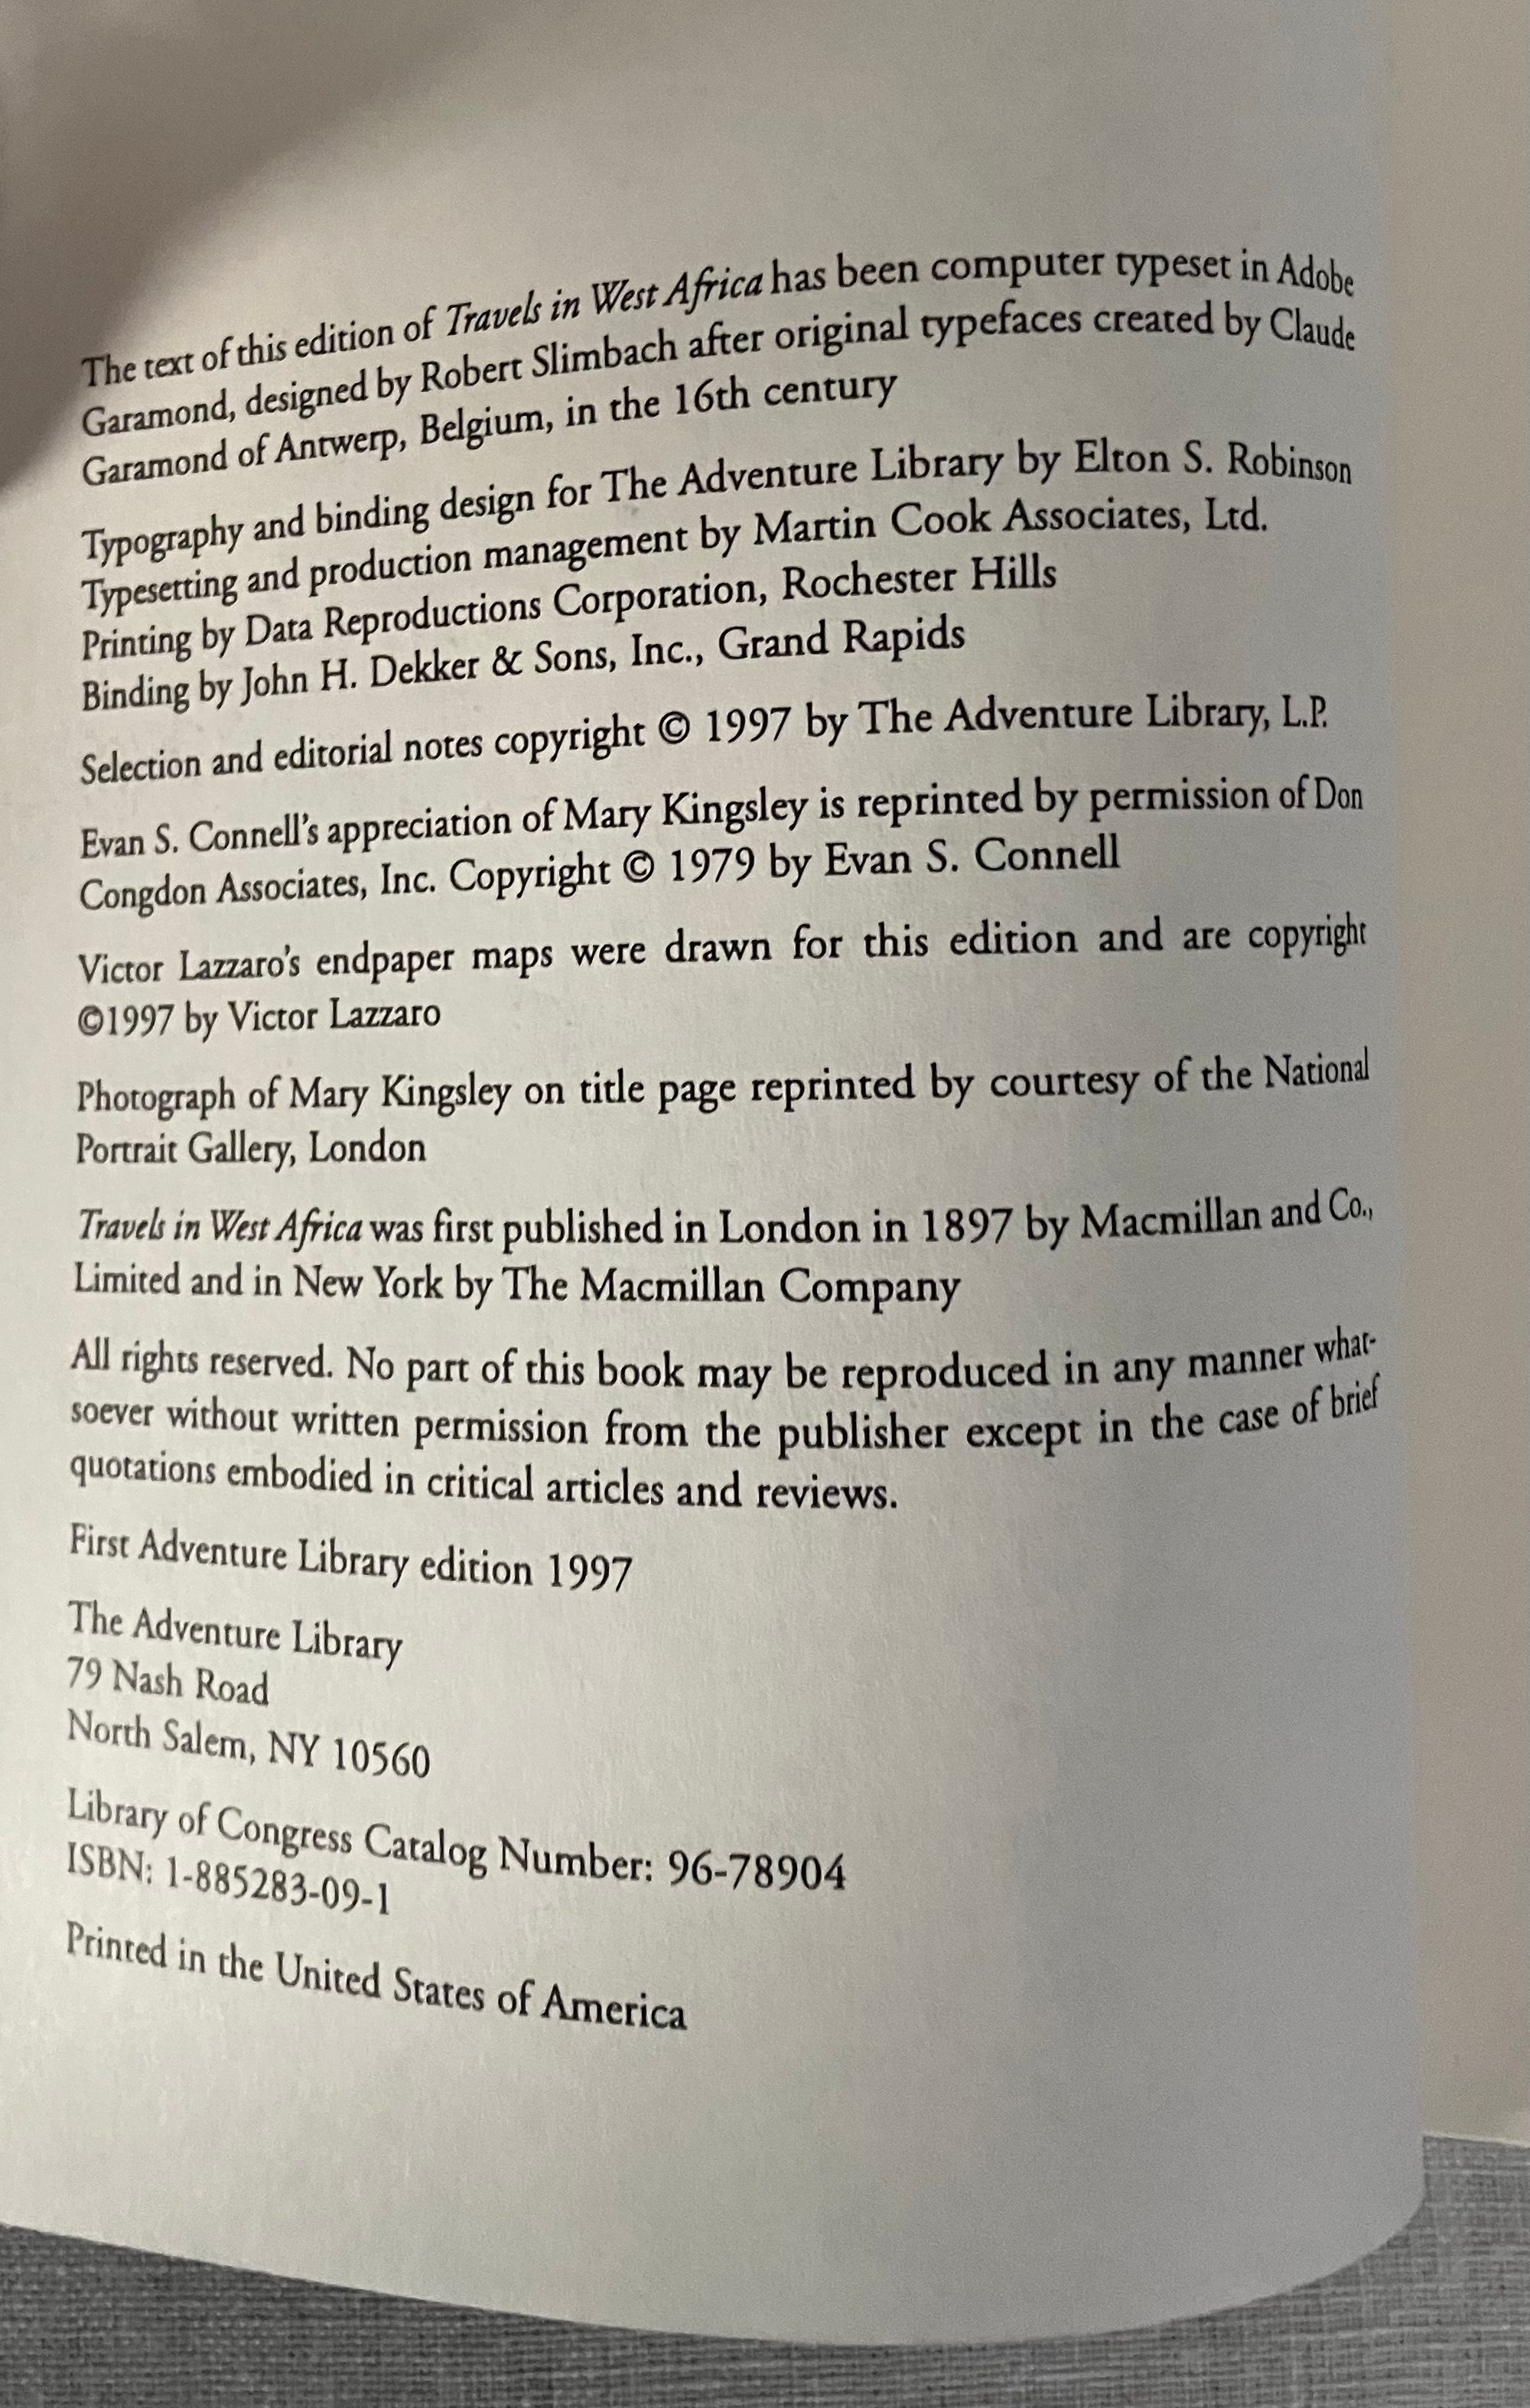 The text of this edition of Travels in West Africa has been computer typeset in Adobe
Garamond, designed by Robert Slimbach after original typefaces created by Claude
Garamond of Antwerp, Belgium, in the 16th century
Typography and binding design for The Adventure Library by Elton S. Robinson
Typesetting and production management by Martin Cook Associates, Ltd.
Printing by Data Reproductions Corporation, Rochester Hills
Binding by John H. Dekker & Sons, Inc., Grand Rapids
Selection and editorial notes copyright © 1997 by The Adventure Library, L.P.
Evan S. Connell's appreciation of Mary Kingsley is reprinted by permission of Don
Congdon Associates, Inc. Copyright © 1979 by Evan S. Connell
Victor Lazzaro's endpaper maps were drawn for this edition and are copyright
©1997 by Victor Lazzaro
Photograph of Mary Kingsley on title page reprinted by courtesy of the National
Portrait Gallery, London
Travels in West Africa was first published in London in 1897 by Macmillan and Co.,
Limited and in New York by The Macmillan Company
All rights reserved. No part of this book may be reproduced in any manner what-
soever without written permission from the publisher except in the case of brief
quotations embodied in critical articles and reviews.
First Adventure Library edition 1997
The Adventure Library
79 Nash Road
North Salem, NY 10560
Library of Congress Catalog Number: 96-78904
ISBN: 1-885283-09-1
Printed in the United States of America